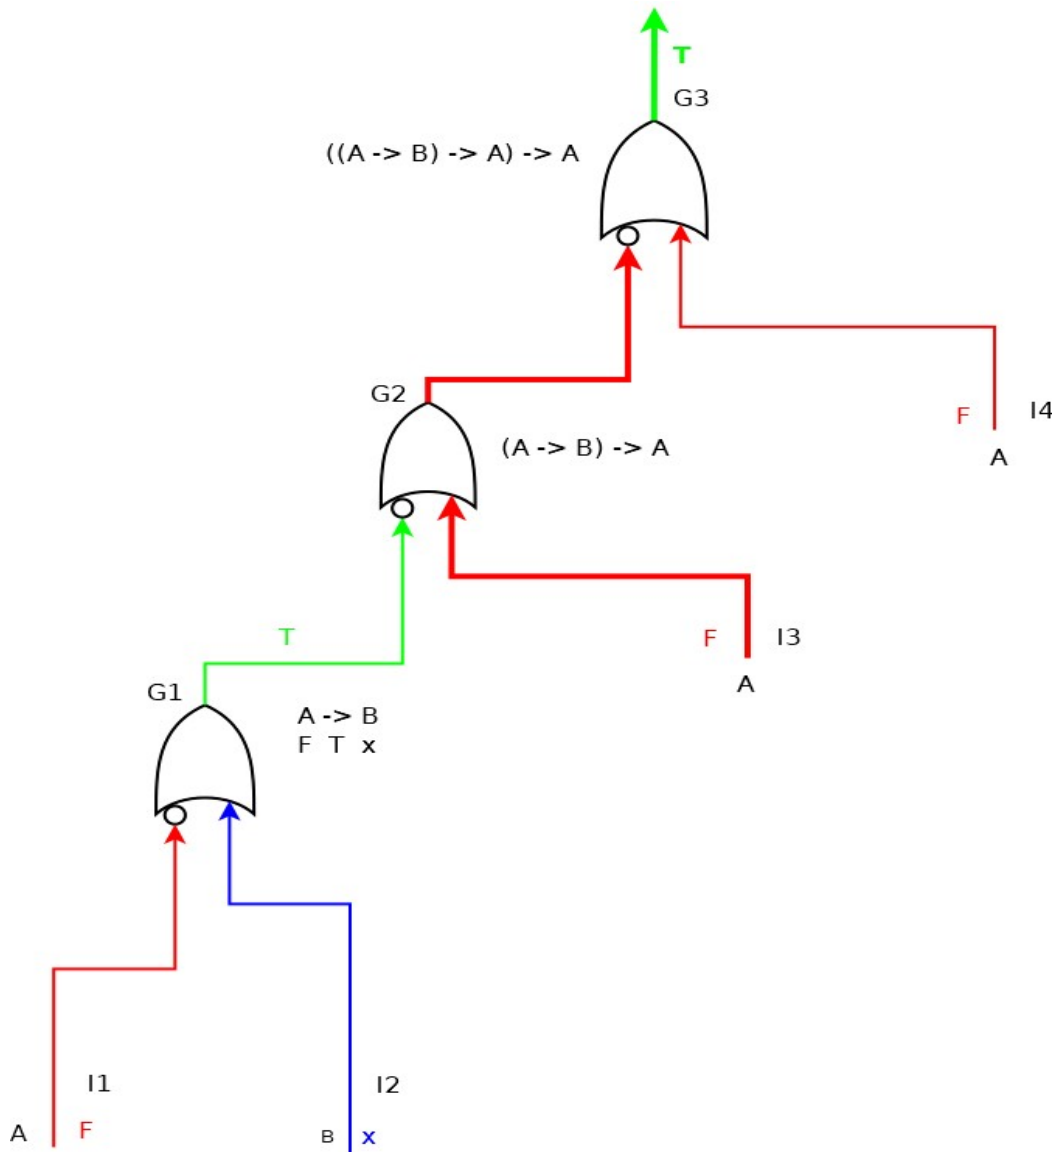 T
G3
((A -> B) -> A) -> A
G2
F
I4
(A -> B) -> A
A
T
F
I3
A
G1
A -> B
F T x
I1
I2
A
F
B
x